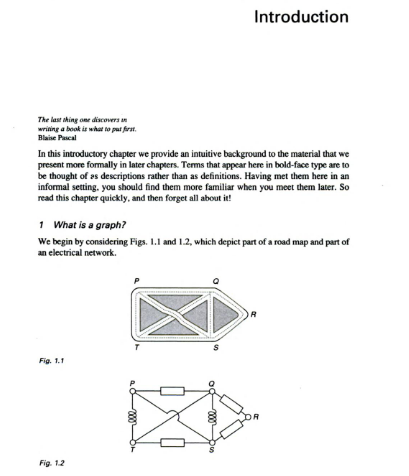 Introduction
The last thing one discovers in
writing a book is what to put first.
Blaise Pascal
In this introductory chapter we provide an intuitive background to the material that we
present more formally in later chapters. Terms that appear here in bold-face type are to
be thought of as descriptions rather than as definitions. Having met them here in an
informal setting, you should find them more familiar when you meet them later. So
read this chapter quickly, and then forget all about it!
1 What is a graph?
We begin by considering Figs. 1.1 and 1.2, which depict part of a road map and part of
an electrical network.
P Q
R
T S
Fig. 1.1
P Q
R
T S
Fig. 1.2